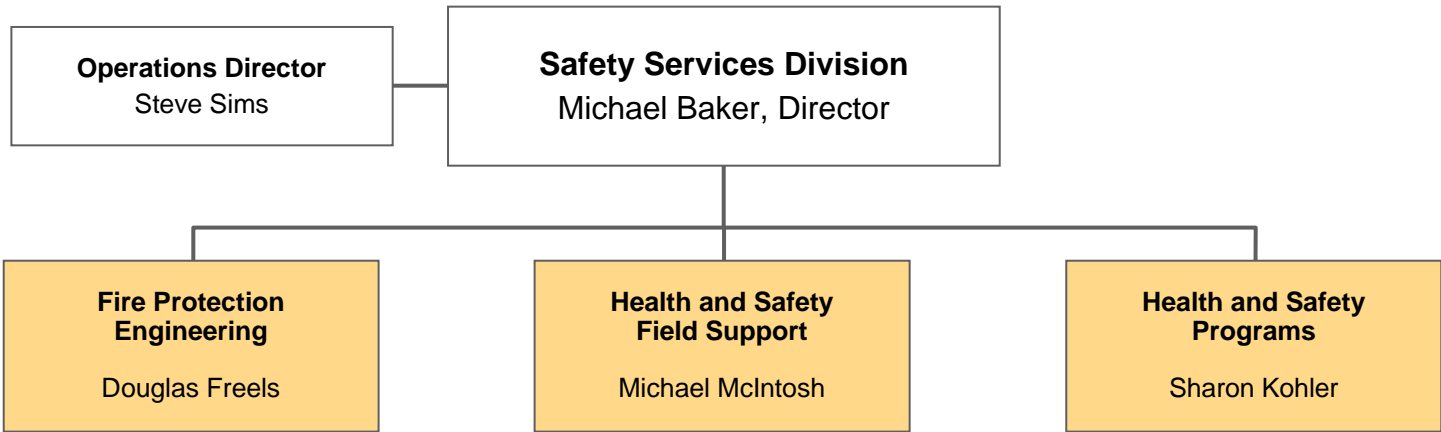 Operations Director
Steve Sims
Safety Services Division
Michael Baker, Director
Fire Protection
Engineering
Douglas Freels
Health and Safety
Field Support
Michael McIntosh
Health and Safety
Programs
Sharon Kohler